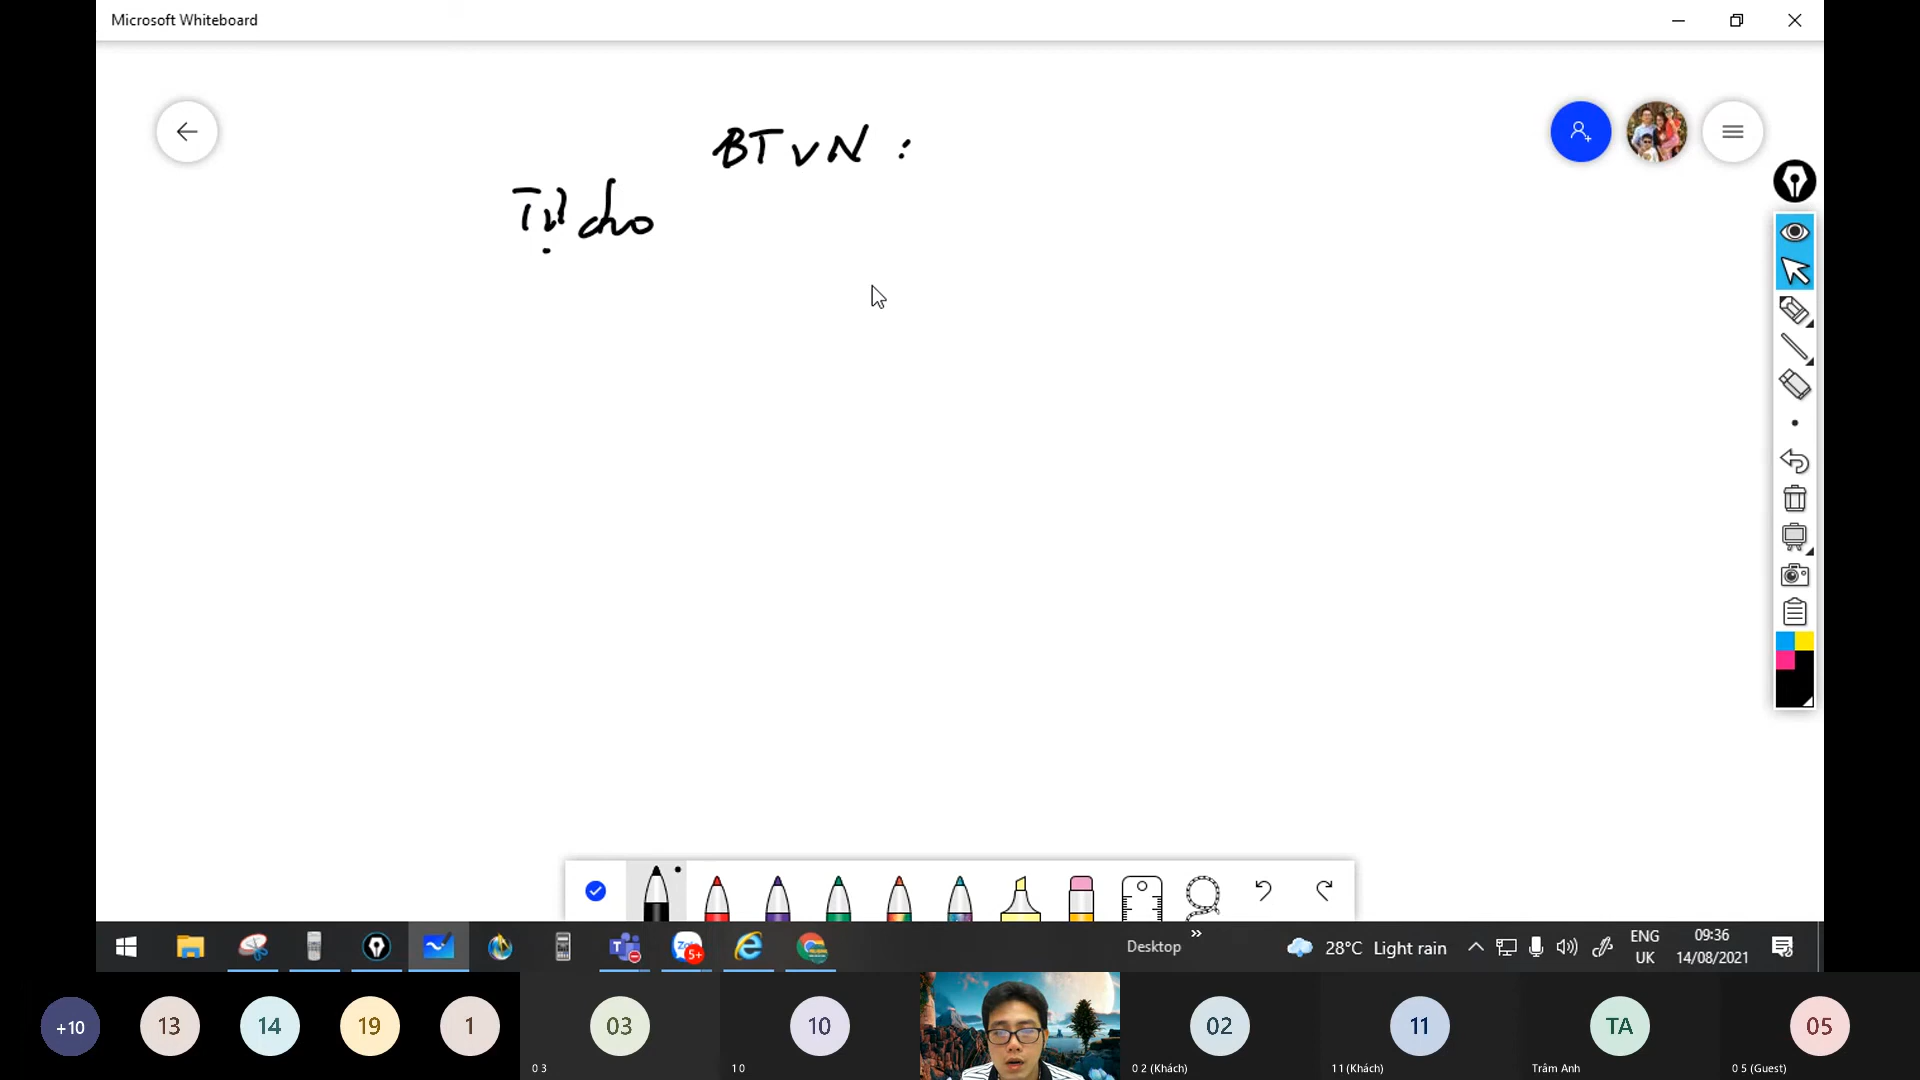 Microsoft Whiteboard
BTVN :
Tự cho
Desktop
28°C Light rain
ENG
UK
09:36
14/08/2021
5+
+10
13
14
19
1
03
10
02
11
TA
05
0 3
1 0
0 2 (Khách)
1 1 (Khách)
Trâm Anh
0 5 (Guest)